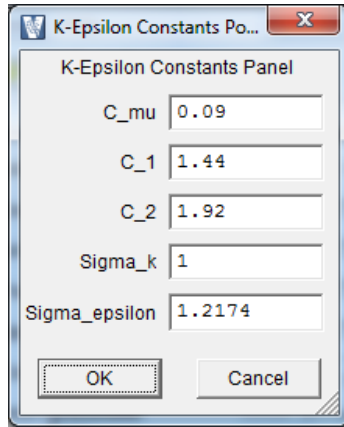 K-Epsilon Constants Po...
K-Epsilon Constants Panel
C_mu 0.09
C_1 1.44
C_2 1.92
Sigma_k 1
Sigma_epsilon 1.2174
OK Cancel